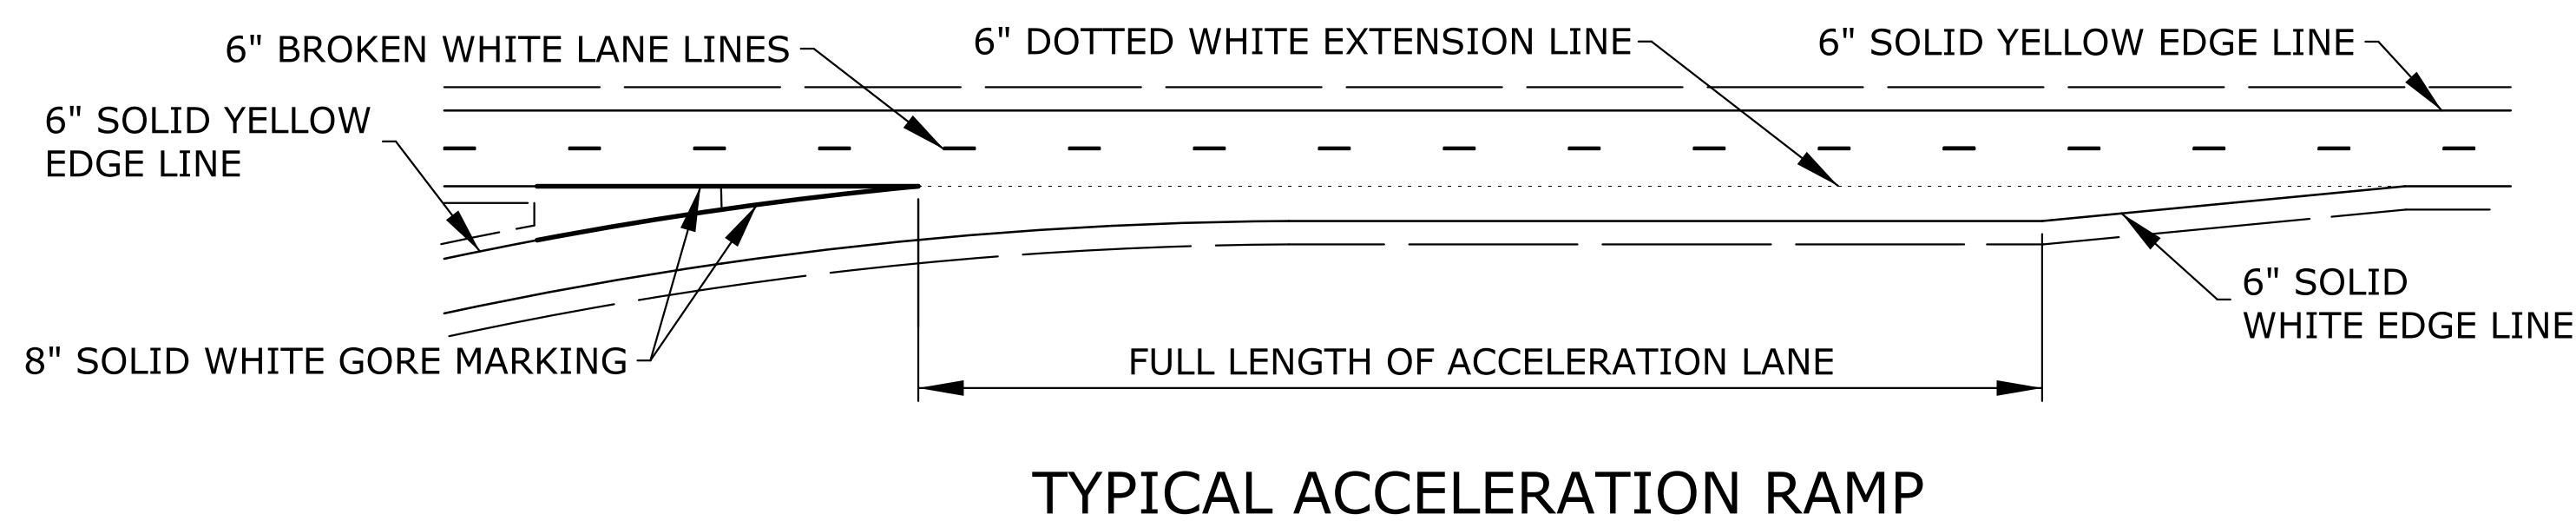 6" BROKEN WHITE LANE LINES
6" DOTTED WHITE EXTENSION LINE
6" SOLID YELLOW EDGE LINE
6" SOLID YELLOW
EDGE LINE
6" SOLID
WHITE EDGE LINE
8" SOLID WHITE GORE MARKING
FULL LENGTH OF ACCELERATION LANE
TYPICAL ACCELERATION RAMP